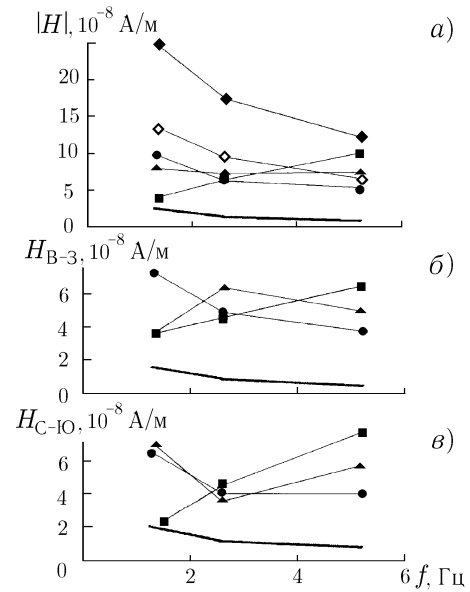 |H|, 10⁻⁸ А/м
а)
20
15
10
5
0
H_В–З, 10⁻⁸ А/м
б)
6
4
2
0
H_С–Ю, 10⁻⁸ А/м
в)
6
4
2
0
2 4 6 f, Гц